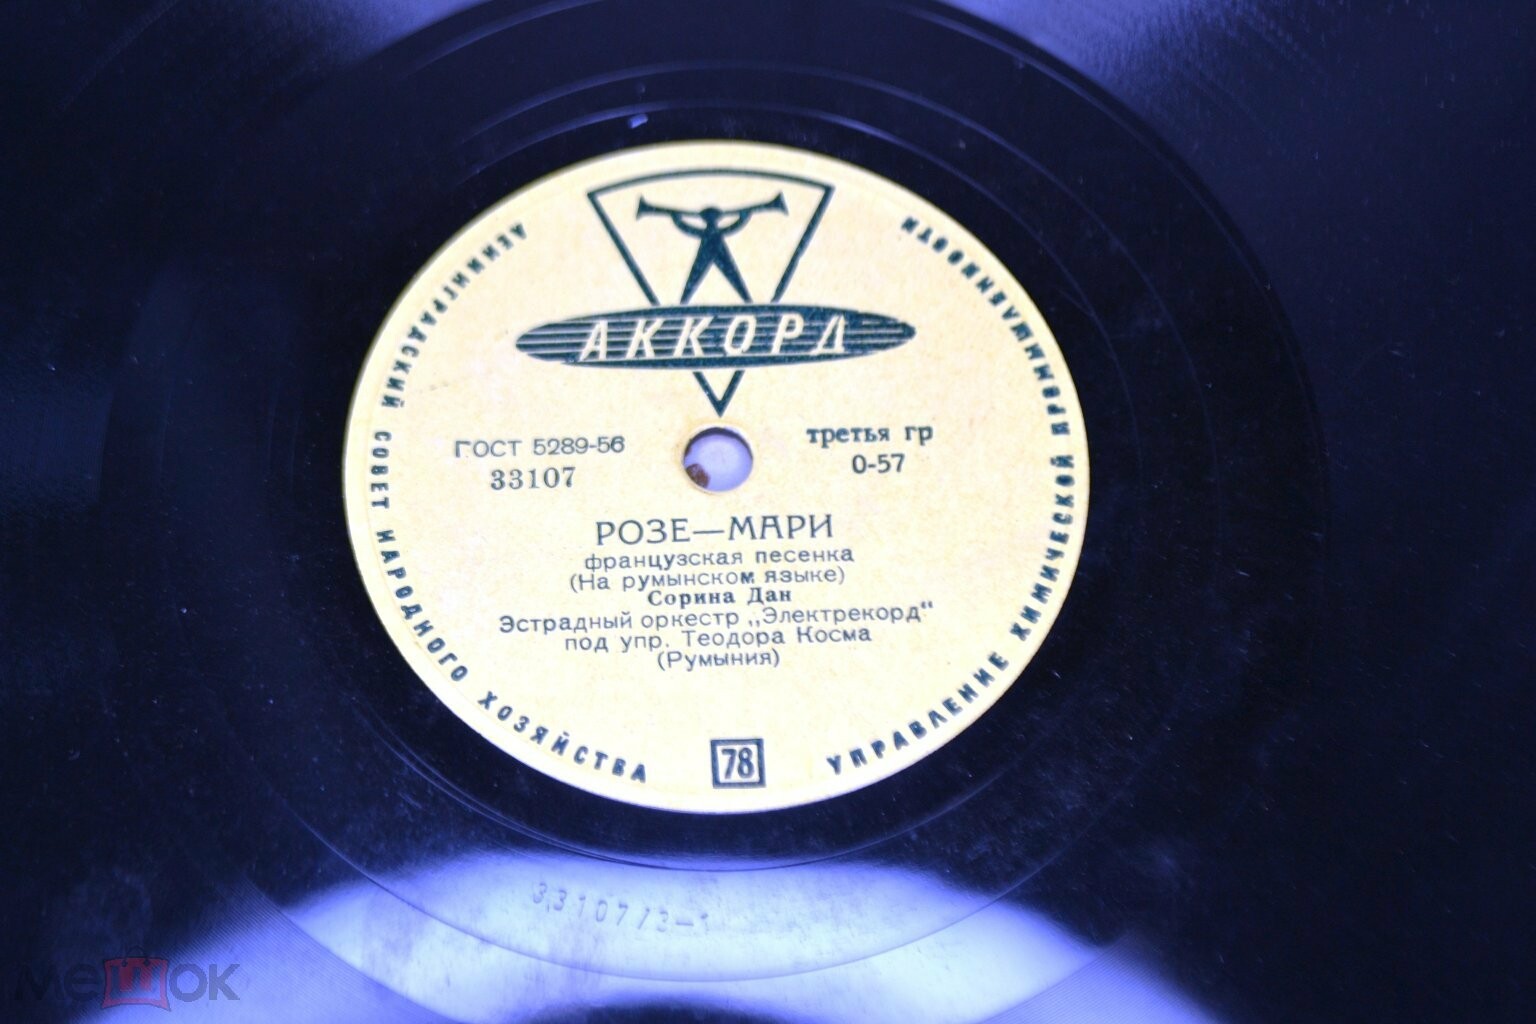 ЛЕНИНГРАДСКИЙ СОВЕТ НАРОДНОГО ХОЗЯЙСТВА
УПРАВЛЕНИЕ ХИМИЧЕСКОЙ ПРОМЫШЛЕННОСТИ
АККОРД
ГОСТ 5289-56
33107
третья гр
0-57
РОЗЕ—МАРИ
французская песенка
(На румынском языке)
Сорина Дан
Эстрадный оркестр „Электрекорд“
под упр. Теодора Косма
(Румыния)
78
33107/3-1
мешок